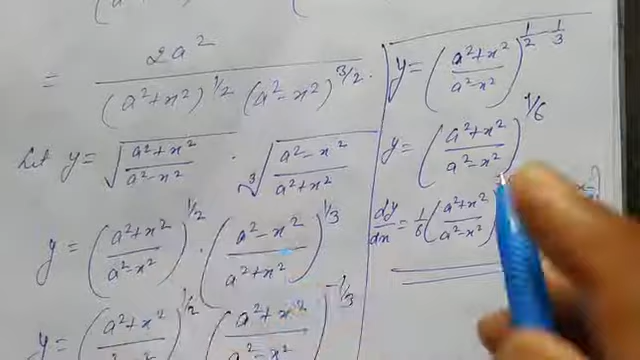 = 2a² / (a²+x²)^1/2 (a²-x²)^3/2 .
Let y = √(a²+x² / a²-x²) . ∛(a²-x² / a²+x²)
y = (a²+x² / a²-x²)^1/2 . (a²-x² / a²+x²)^1/3
y = (a²+x² / a²-x²)^1/2 (a²+x² / a²-x²)^-1/3
y = (a²+x² / a²-x²)^1/2 - 1/3
y = (a²+x² / a²-x²)^1/6
dy/dx = 1/6 (a²+x² / a²-x²)